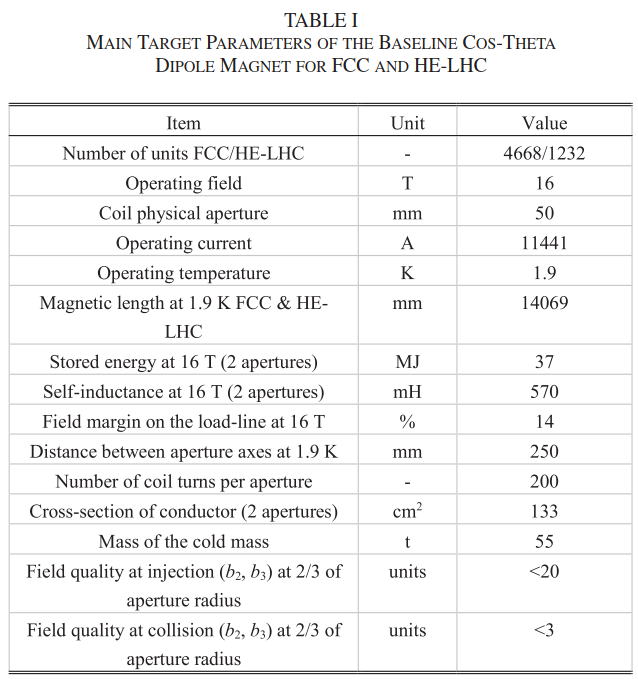 TABLE I
MAIN TARGET PARAMETERS OF THE BASELINE COS-THETA
DIPOLE MAGNET FOR FCC AND HE-LHC
Item Unit Value
Number of units FCC/HE-LHC - 4668/1232
Operating field T 16
Coil physical aperture mm 50
Operating current A 11441
Operating temperature K 1.9
Magnetic length at 1.9 K FCC & HE- mm 14069
LHC
Stored energy at 16 T (2 apertures) MJ 37
Self-inductance at 16 T (2 apertures) mH 570
Field margin on the load-line at 16 T % 14
Distance between aperture axes at 1.9 K mm 250
Number of coil turns per aperture - 200
Cross-section of conductor (2 apertures) cm² 133
Mass of the cold mass t 55
Field quality at injection (b₂, b₃) at 2/3 of units <20
aperture radius
Field quality at collision (b₂, b₃) at 2/3 of units <3
aperture radius